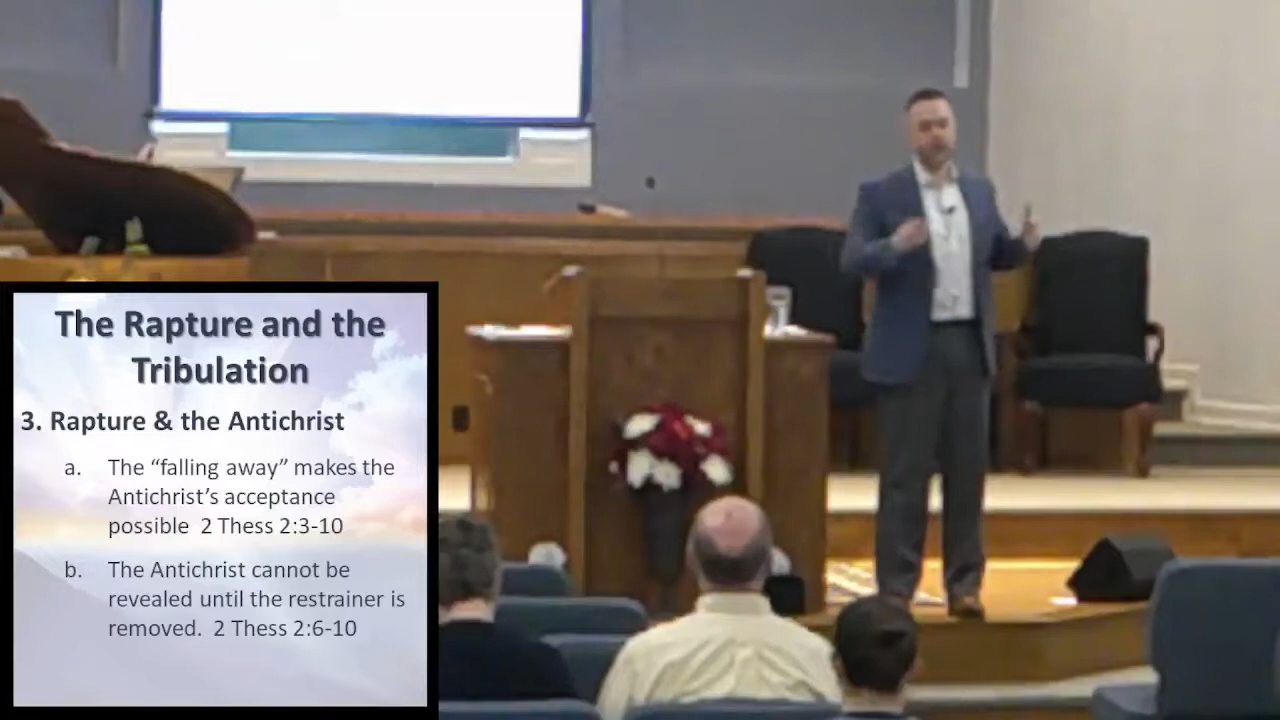 The Rapture and the
Tribulation
3. Rapture & the Antichrist
a. The “falling away” makes the
Antichrist’s acceptance
possible 2 Thess 2:3-10
b. The Antichrist cannot be
revealed until the restrainer is
removed. 2 Thess 2:6-10